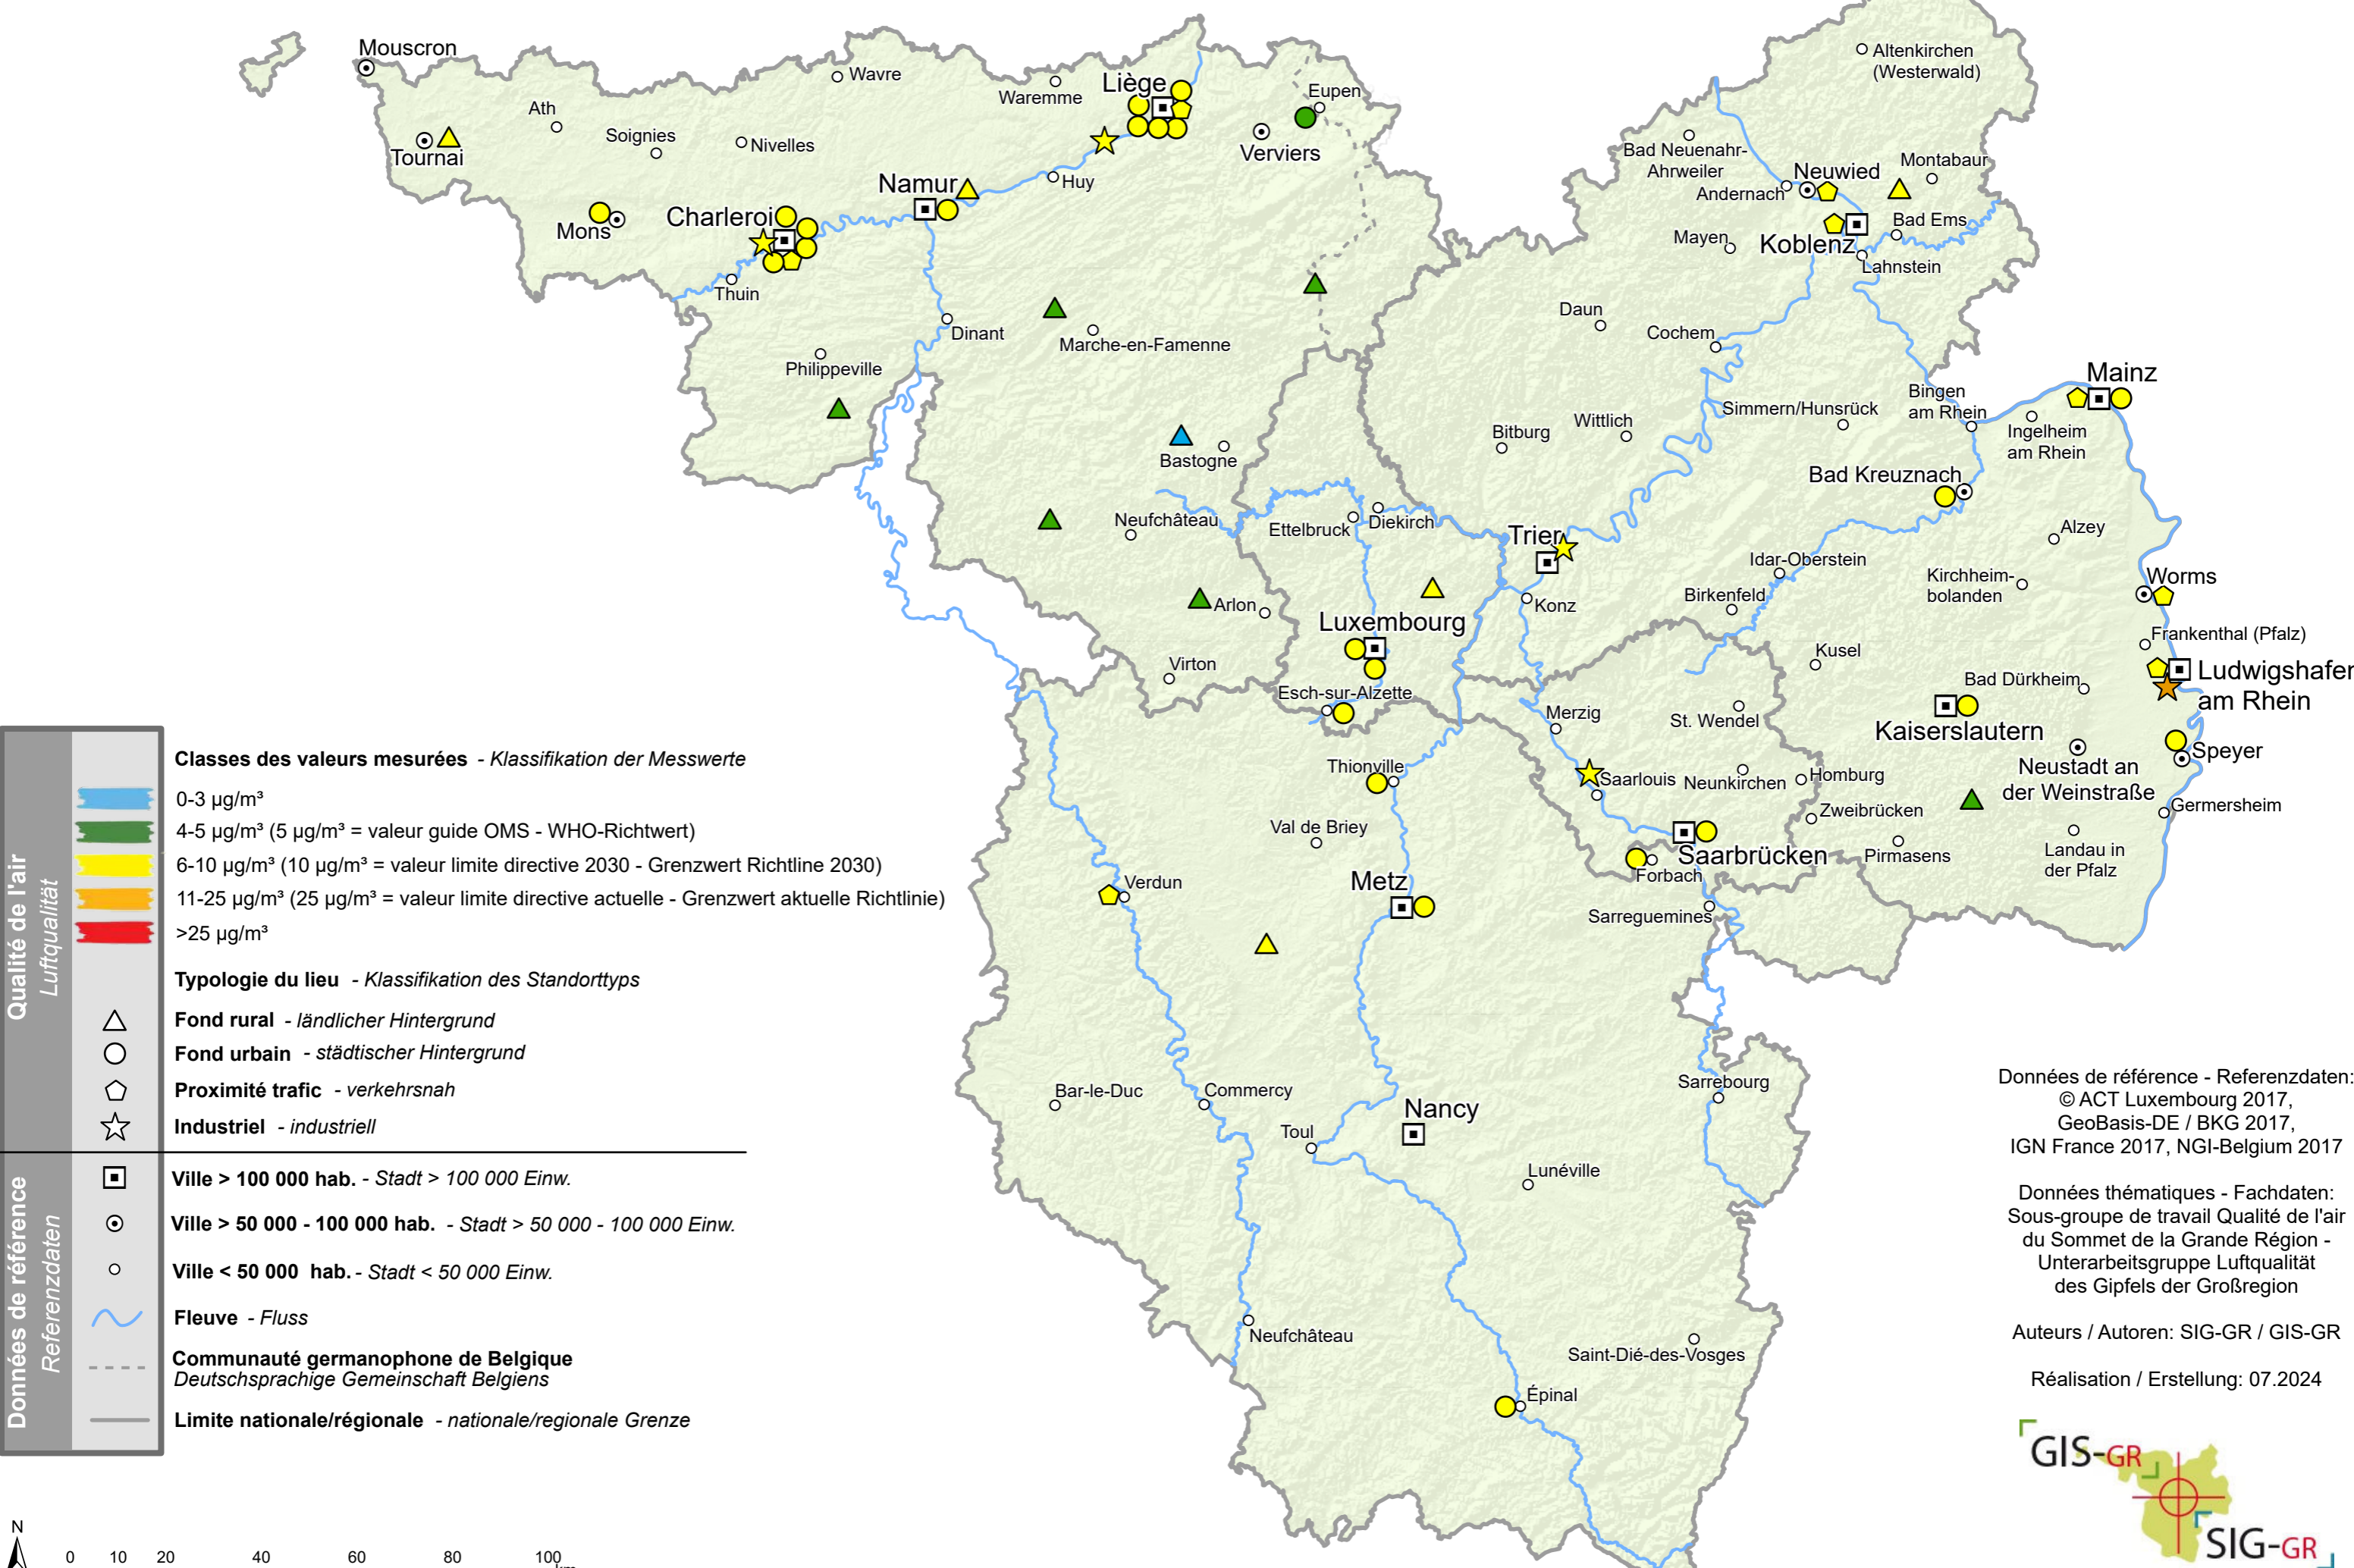 Mouscron
Wavre
Altenkirchen
(Westerwald)
Liège
Waremme
Eupen
Ath
Soignies
Nivelles
Tournai
Verviers
Bad Neuenahr-
Ahrweiler
Neuwied
Montabaur
Andernach
Namur
Huy
Charleroi
Mons
Bad Ems
Mayen
Koblenz
Lahnstein
Thuin
Daun
Dinant
Cochem
Marche-en-Famenne
Philippeville
Mainz
Bingen
am Rhein
Simmern/Hunsrück
Wittlich
Bitburg
Ingelheim
am Rhein
Bastogne
Bad Kreuznach
Neufchâteau
Ettelbruck
Diekirch
Alzey
Trier
Idar-Oberstein
Kirchheim-
bolanden
Worms
Birkenfeld
Konz
Arlon
Luxembourg
Frankenthal (Pfalz)
Kusel
Virton
Bad Dürkheim
Ludwigshafen
am Rhein
Esch-sur-Alzette
Merzig
St. Wendel
Kaiserslautern
Speyer
Thionville
Saarlouis
Neunkirchen
Homburg
Neustadt an
der Weinstraße
Zweibrücken
Germersheim
Val de Briey
Saarbrücken
Pirmasens
Landau in
der Pfalz
Forbach
Verdun
Metz
Sarreguemines
Bar-le-Duc
Commercy
Sarrebourg
Nancy
Toul
Lunéville
Neufchâteau
Saint-Dié-des-Vosges
Épinal
Qualité de l'air
Luftqualität
Classes des valeurs mesurées - Klassifikation der Messwerte
0-3 µg/m³
4-5 µg/m³ (5 µg/m³ = valeur guide OMS - WHO-Richtwert)
6-10 µg/m³ (10 µg/m³ = valeur limite directive 2030 - Grenzwert Richtline 2030)
11-25 µg/m³ (25 µg/m³ = valeur limite directive actuelle - Grenzwert aktuelle Richtlinie)
>25 µg/m³
Typologie du lieu - Klassifikation des Standorttyps
Fond rural - ländlicher Hintergrund
Fond urbain - städtischer Hintergrund
Proximité trafic - verkehrsnah
Industriel - industriell
Données de référence
Referenzdaten
Ville > 100 000 hab. - Stadt > 100 000 Einw.
Ville > 50 000 - 100 000 hab. - Stadt > 50 000 - 100 000 Einw.
Ville < 50 000 hab. - Stadt < 50 000 Einw.
Fleuve - Fluss
Communauté germanophone de Belgique
Deutschsprachige Gemeinschaft Belgiens
Limite nationale/régionale - nationale/regionale Grenze
N
0 10 20 40 60 80 100
km
Données de référence - Referenzdaten:
© ACT Luxembourg 2017,
GeoBasis-DE / BKG 2017,
IGN France 2017, NGI-Belgium 2017
Données thématiques - Fachdaten:
Sous-groupe de travail Qualité de l'air
du Sommet de la Grande Région -
Unterarbeitsgruppe Luftqualität
des Gipfels der Großregion
Auteurs / Autoren: SIG-GR / GIS-GR
Réalisation / Erstellung: 07.2024
GIS-GR
SIG-GR